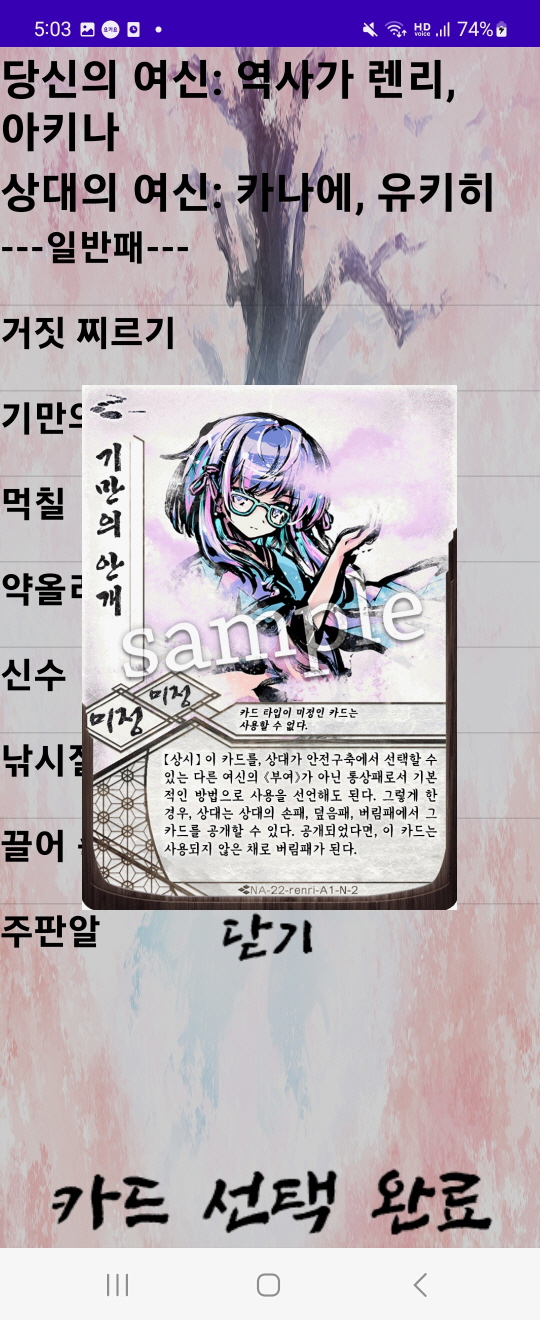 5:03
HD voice
74%
당신의 여신: 역사가 렌리,
아키나
상대의 여신: 카나에, 유키히
---일반패---
거짓 찌르기
기만의
먹칠
약올리
신수
낚시질
끌어
주판알
기만의 안개
sample
미정
미정
카드 타입이 미정인 카드는
사용할 수 없다.
【상시】이 카드를, 상대가 안전구축에서 선택할 수
있는 다른 여신의 《부여》가 아닌 통상패로서 기본
적인 방법으로 사용을 선언해도 된다. 그렇게 한
경우, 상대는 상대의 손패, 덮음패, 버림패에서 그
카드를 공개할 수 있다. 공개되었다면, 이 카드는
사용되지 않은 채로 버림패가 된다.
NA-22-renri-A1-N-2
닫기
카드 선택 완료